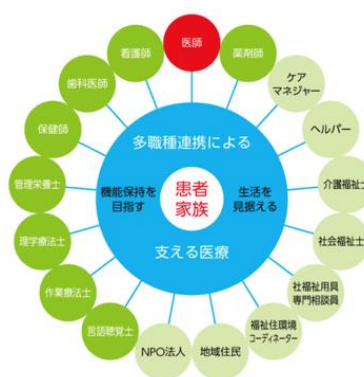 医師
薬剤師
ケア
マネジャー
ヘルパー
介護福祉士
社会福祉士
社福祉用具
専門相談員
福祉住環境
コーディネーター
地域住民
NPO法人
言語聴覚士
作業療法士
理学療法士
管理栄養士
保健師
歯科医師
看護師
多職種連携による
機能保持を
目指す
患者
家族
生活を
見据える
支える医療